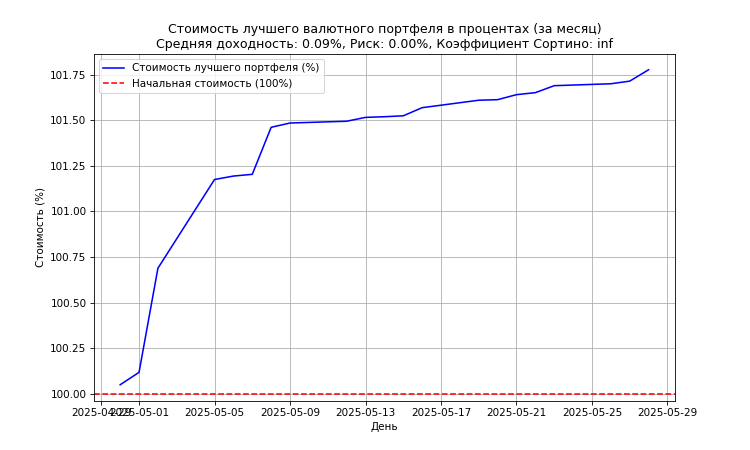 Стоимость лучшего валютного портфеля в процентах (за месяц)
Средняя доходность: 0.09%, Риск: 0.00%, Коэффициент Сортино: inf
Стоимость лучшего портфеля (%)
Начальная стоимость (100%)
Стоимость (%)
101.75
101.50
101.25
101.00
100.75
100.50
100.25
100.00
2025-04-29
2025-05-01
2025-05-05
2025-05-09
2025-05-13
2025-05-17
2025-05-21
2025-05-25
2025-05-29
День